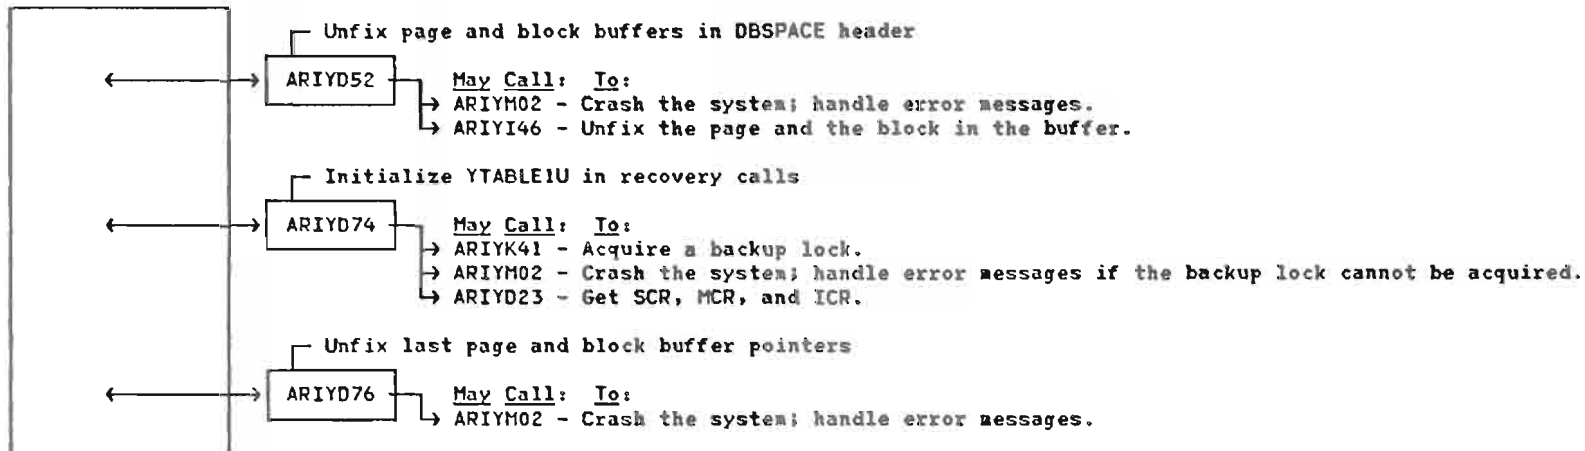 Unfix page and block buffers in DBSPACE header
ARIYD52
May Call: To:
ARIYM02 - Crash the system; handle error messages.
ARIYI46 - Unfix the page and the block in the buffer.
Initialize YTABLE1U in recovery calls
ARIYD74
May Call: To:
ARIYK41 - Acquire a backup lock.
ARIYM02 - Crash the system; handle error messages if the backup lock cannot be acquired.
ARIYD23 - Get SCR, MCR, and ICR.
Unfix last page and block buffer pointers
ARIYD76
May Call: To:
ARIYM02 - Crash the system; handle error messages.